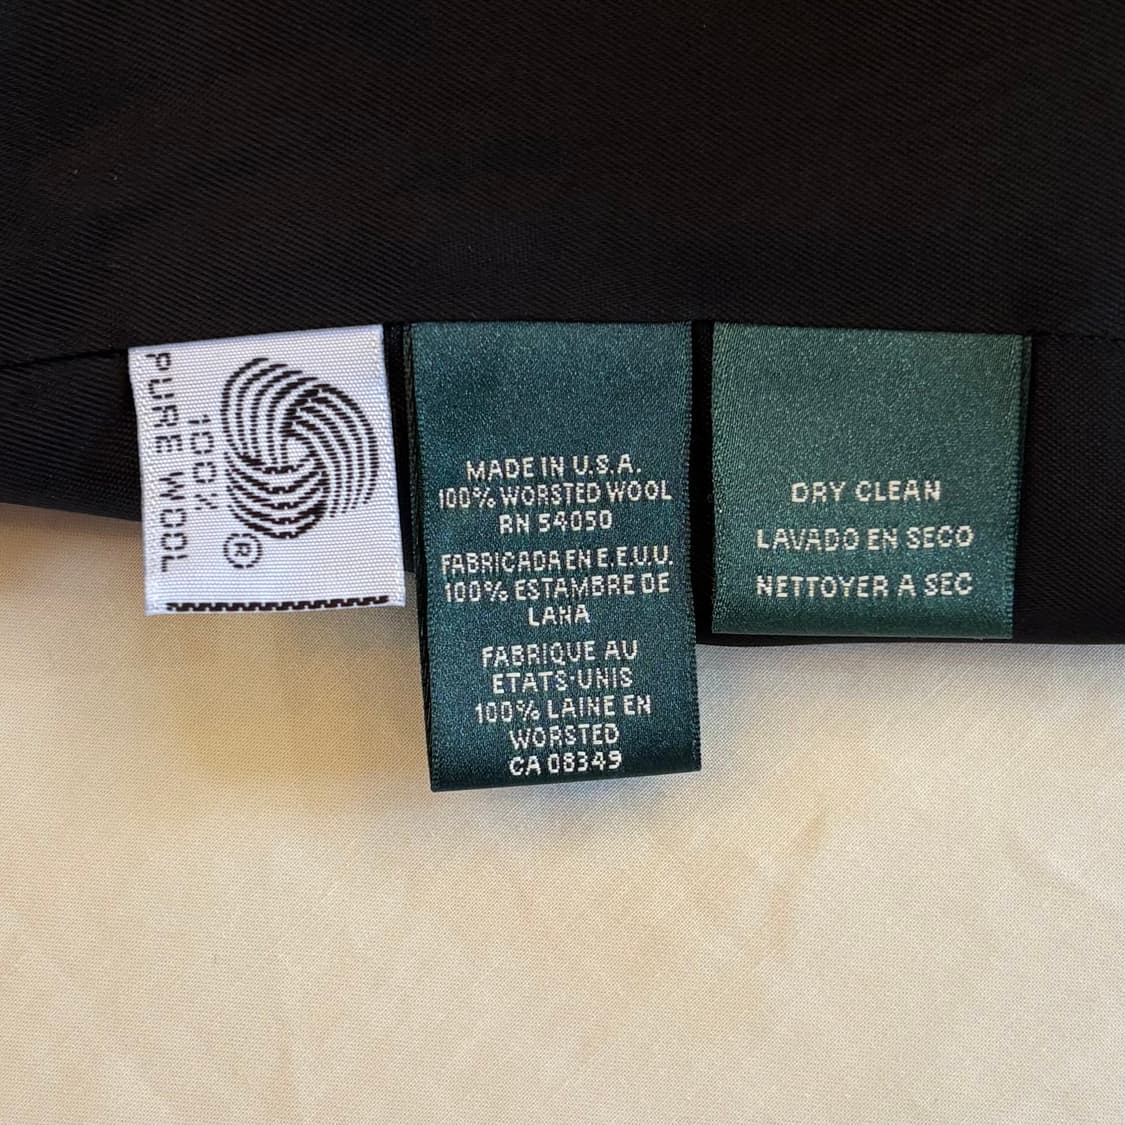 PURE WOOL
100%
®
MADE IN U.S.A.
100% WORSTED WOOL
RN 54050
FABRICADA EN E.E.U.U.
100% ESTAMBRE DE
LANA
FABRIQUE AU
ETATS-UNIS
100% LAINE EN
WORSTED
CA 08349
DRY CLEAN
LAVADO EN SECO
NETTOYER A SEC